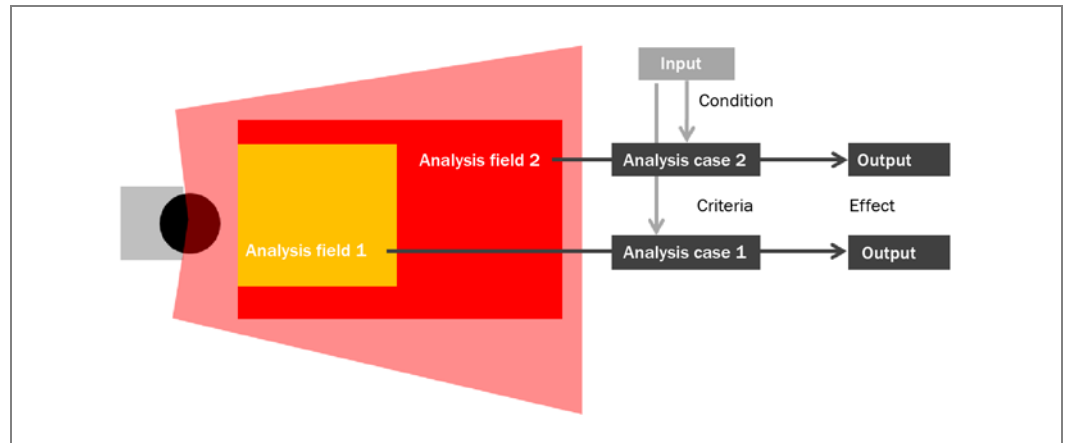 Input
Condition
Analysis field 2
Analysis case 2
Output
Criteria
Effect
Analysis field 1
Analysis case 1
Output